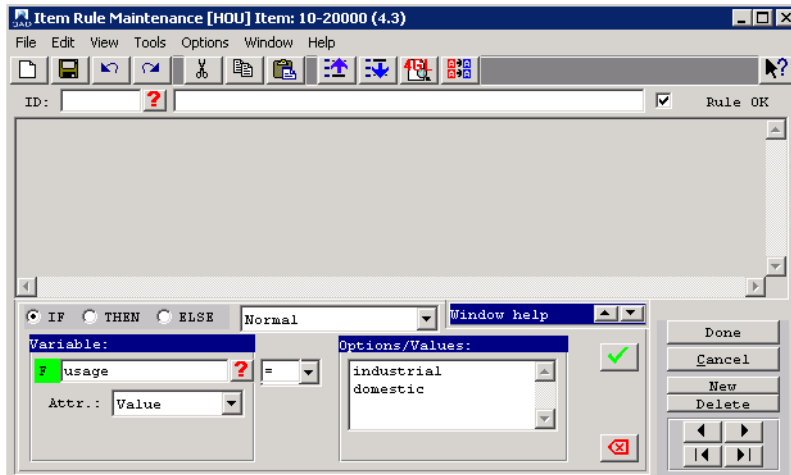 Item Rule Maintenance [HOU] Item: 10-20000 (4.3)
File Edit View Tools Options Window Help
ID: ? Rule OK
IF THEN ELSE Normal Window help
Variable: Options/Values:
F usage ? = industrial
domestic
Attr.: Value
Done
Cancel
New
Delete